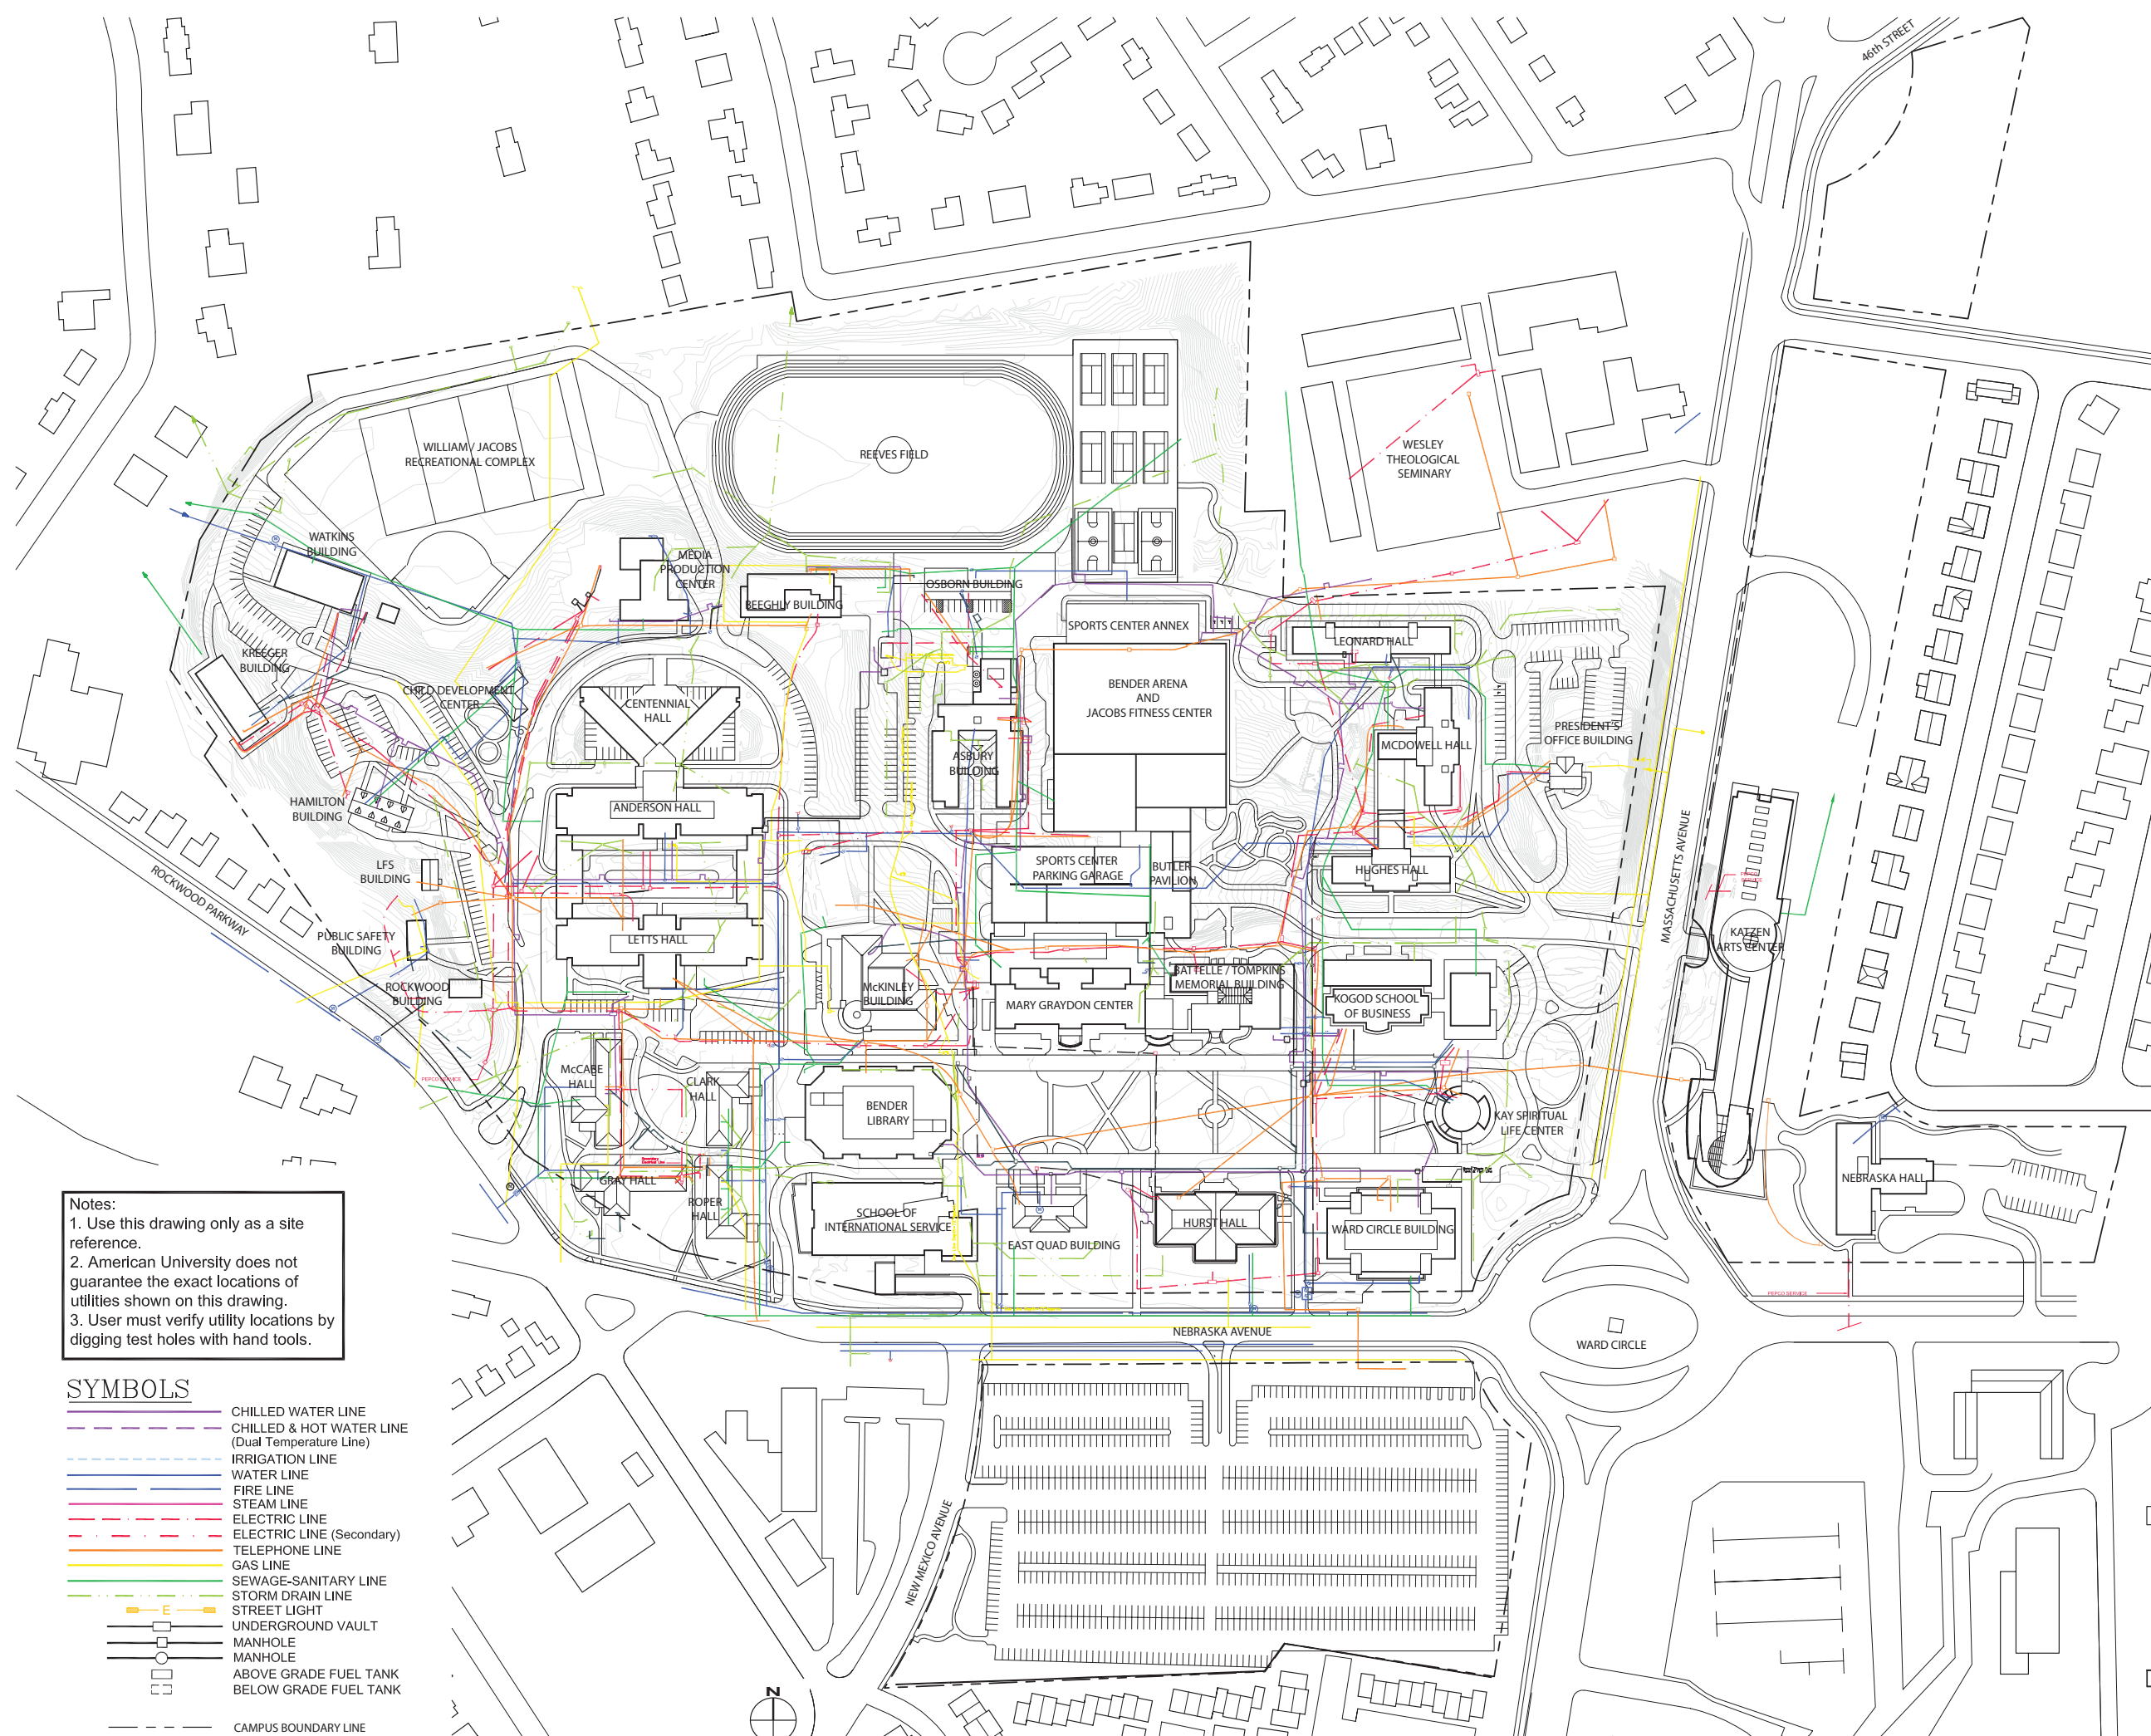 46th STREET
WILLIAM / JACOBS
RECREATIONAL COMPLEX
REEVES FIELD
WESLEY
THEOLOGICAL
SEMINARY
WATKINS
BUILDING
MEDIA
PRODUCTION
CENTER
OSBORN BUILDING
BEEGHLY BUILDING
SPORTS CENTER ANNEX
LEONARD HALL
KREEGER
BUILDING
CHILD DEVELOPMENT
CENTER
CENTENNIAL
HALL
BENDER ARENA
AND
JACOBS FITNESS CENTER
PRESIDENT'S
OFFICE BUILDING
MCDOWELL HALL
ASBURY
BUILDING
HAMILTON
BUILDING
ANDERSON HALL
MASSACHUSETTS AVENUE
LFS
BUILDING
SPORTS CENTER
PARKING GARAGE
BUTLER
PAVILION
HUGHES HALL
PEPCO
SERVICE
ROCKWOOD PARKWAY
PUBLIC SAFETY
BUILDING
LETTS HALL
KATZEN
ARTS CENTER
ROCKWOOD
BUILDING
McKINLEY
BUILDING
MARY GRAYDON CENTER
BATTELLE / TOMPKINS
MEMORIAL BUILDING
KOGOD SCHOOL
OF BUSINESS
PEPCO SERVICE
McCABE
HALL
CLARK
HALL
BENDER
LIBRARY
KAY SPIRITUAL
LIFE CENTER
GRAY HALL
ROPER
HALL
NEBRASKA HALL
SCHOOL OF
INTERNATIONAL SERVICE
EAST QUAD BUILDING
HURST HALL
WARD CIRCLE BUILDING
PEPCO SERVICE
NEBRASKA AVENUE
WARD CIRCLE
NEW MEXICO AVENUE
Notes:
1. Use this drawing only as a site
reference.
2. American University does not
guarantee the exact locations of
utilities shown on this drawing.
3. User must verify utility locations by
digging test holes with hand tools.
SYMBOLS
CHILLED WATER LINE
CHILLED & HOT WATER LINE
(Dual Temperature Line)
IRRIGATION LINE
WATER LINE
FIRE LINE
STEAM LINE
ELECTRIC LINE
ELECTRIC LINE (Secondary)
TELEPHONE LINE
GAS LINE
SEWAGE-SANITARY LINE
STORM DRAIN LINE
E STREET LIGHT
UNDERGROUND VAULT
MANHOLE
MANHOLE
ABOVE GRADE FUEL TANK
BELOW GRADE FUEL TANK
CAMPUS BOUNDARY LINE
N